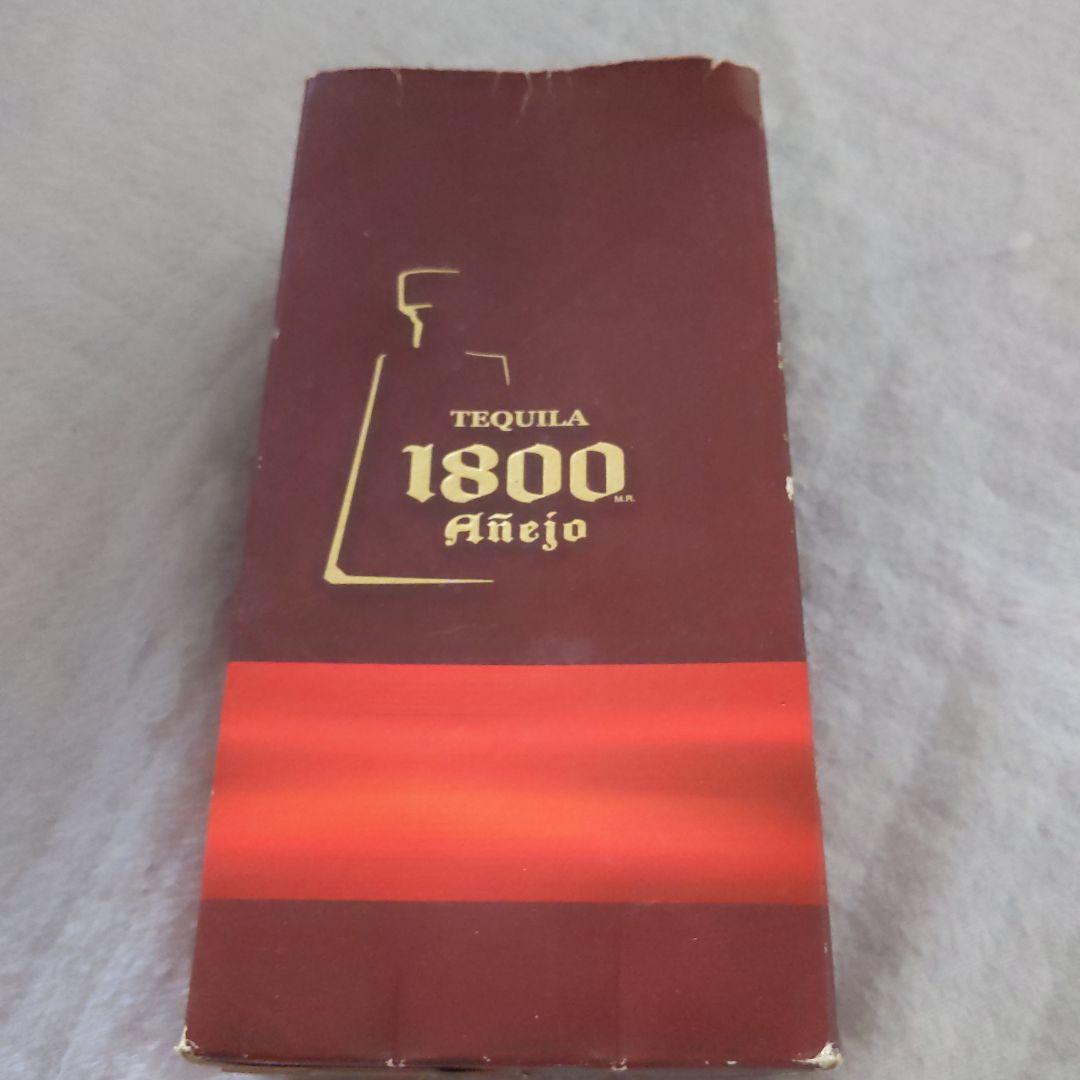 TEQUILA
1800
M.R.
Añejo